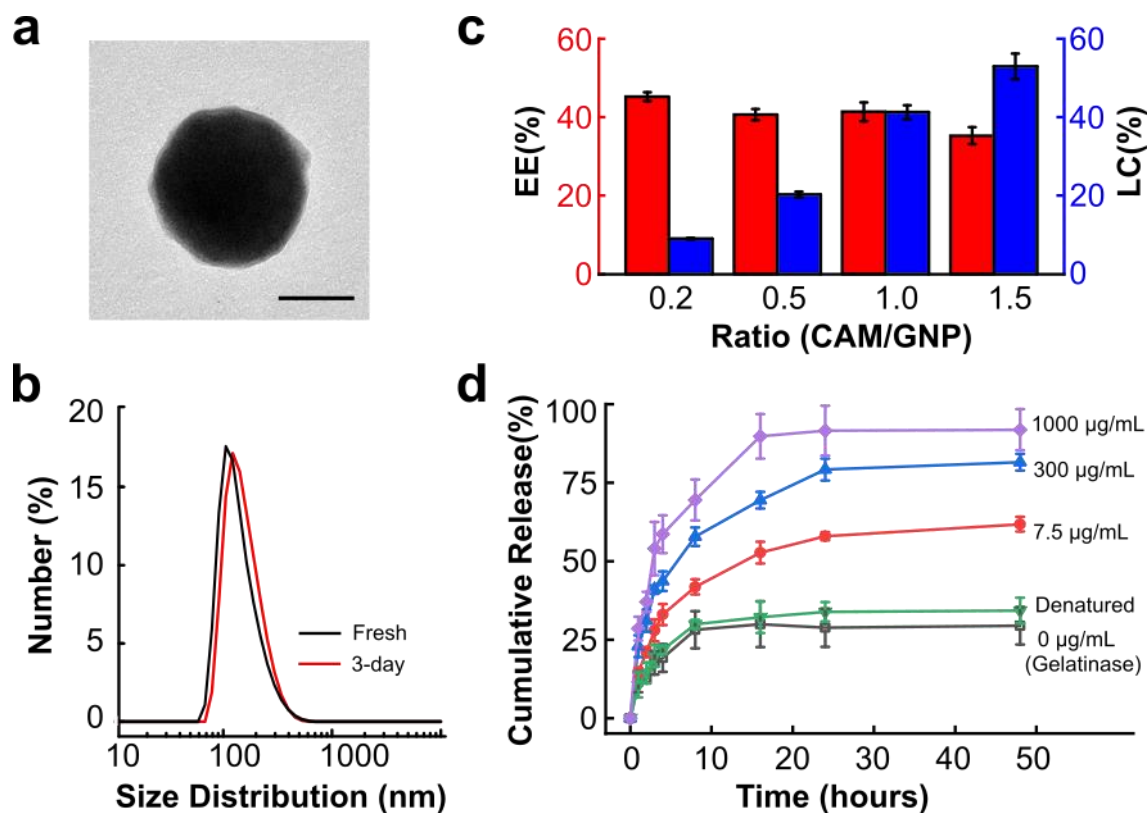 a
b
Number (%)
20
15
10
5
0
10
100
1000
Size Distribution (nm)
Fresh
3-day
c
EE(%)
60
40
20
0
LC(%)
60
40
20
0
0.2
0.5
1.0
1.5
Ratio (CAM/GNP)
d
Cumulative Release(%)
100
75
50
25
0
0
10
20
30
40
50
Time (hours)
1000 µg/mL
300 µg/mL
7.5 µg/mL
Denatured
0 µg/mL
(Gelatinase)